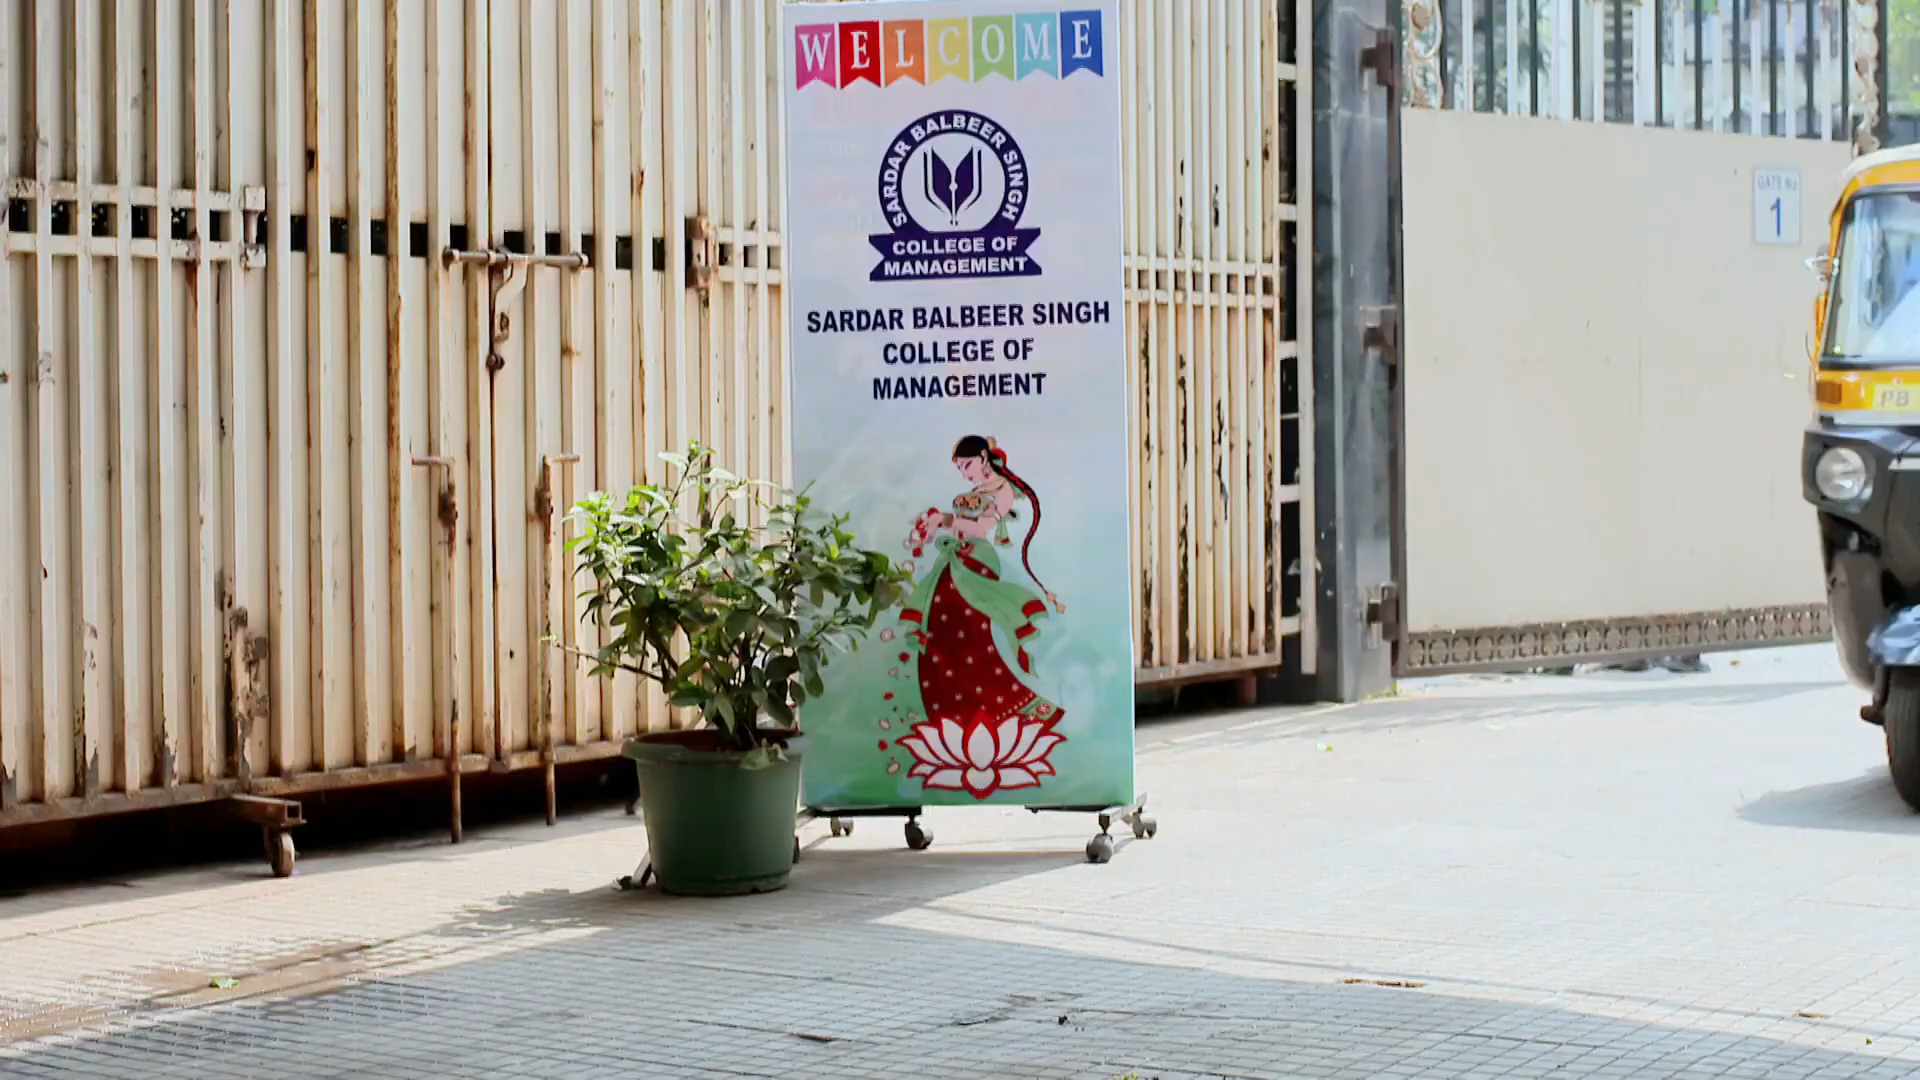 WELCOME
SARDAR BALBEER SINGH
COLLEGE OF
MANAGEMENT
SARDAR BALBEER SINGH
COLLEGE OF
MANAGEMENT
GATE No
1
PB